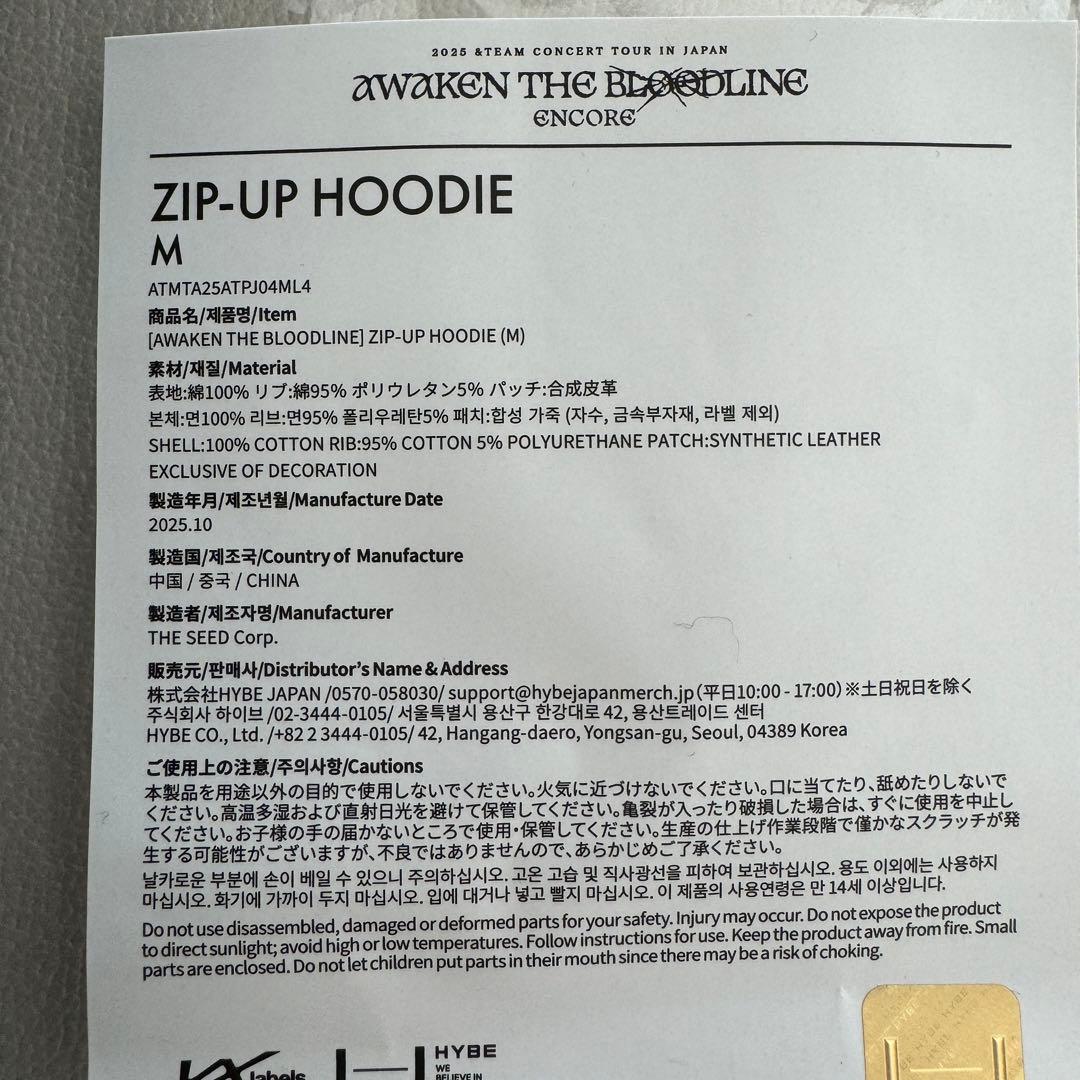 2025 &TEAM CONCERT TOUR IN JAPAN
AWAKEN THE BLOODLINE
ENCORE
ZIP-UP HOODIE
M
ATMTA25ATPJ04ML4
商品名/제품명/Item
[AWAKEN THE BLOODLINE] ZIP-UP HOODIE (M)
素材/재질/Material
表地:綿100% リブ:綿95% ポリウレタン5% パッチ:合成皮革
본체:면100% 리브:면95% 폴리우레탄5% 패치:합성 가죽 (자수, 금속부자재, 라벨 제외)
SHELL:100% COTTON RIB:95% COTTON 5% POLYURETHANE PATCH:SYNTHETIC LEATHER
EXCLUSIVE OF DECORATION
製造年月/제조년월/Manufacture Date
2025.10
製造国/제조국/Country of Manufacture
中国 / 중국 / CHINA
製造者/제조자명/Manufacturer
THE SEED Corp.
販売元/판매사/Distributor's Name & Address
株式会社HYBE JAPAN /0570-058030/ support@hybejapanmerch.jp (平日10:00 - 17:00) ※土日祝日を除く
주식회사 하이브 /02-3444-0105/ 서울특별시 용산구 한강대로 42, 용산트레이드 센터
HYBE CO., Ltd. /+82 2 3444-0105/ 42, Hangang-daero, Yongsan-gu, Seoul, 04389 Korea
ご使用上の注意/주의사항/Cautions
本製品を用途以外の目的で使用しないでください。火気に近づけないでください。口に当てたり、舐めたりしないで
ください。高温多湿および直射日光を避けて保管してください。亀裂が入ったり破損した場合は、すぐに使用を中止し
てください。お子様の手の届かないところで使用・保管してください。生産の仕上げ作業段階で僅かなスクラッチが発
生する可能性がございますが、不良ではありませんので、あらかじめご了承ください。
날카로운 부분에 손이 베일 수 있으니 주의하십시오. 고온 고습 및 직사광선을 피하여 보관하십시오. 용도 이외에는 사용하지
마십시오. 화기에 가까이 두지 마십시오. 입에 대거나 넣고 빨지 마십시오. 이 제품의 사용연령은 만 14세 이상입니다.
Do not use disassembled, damaged or deformed parts for your safety. Injury may occur. Do not expose the product
to direct sunlight; avoid high or low temperatures. Follow instructions for use. Keep the product away from fire. Small
parts are enclosed. Do not let children put parts in their mouth since there may be a risk of choking.
labels
HYBE
WE
BELIEVE IN
HYBE HYBE